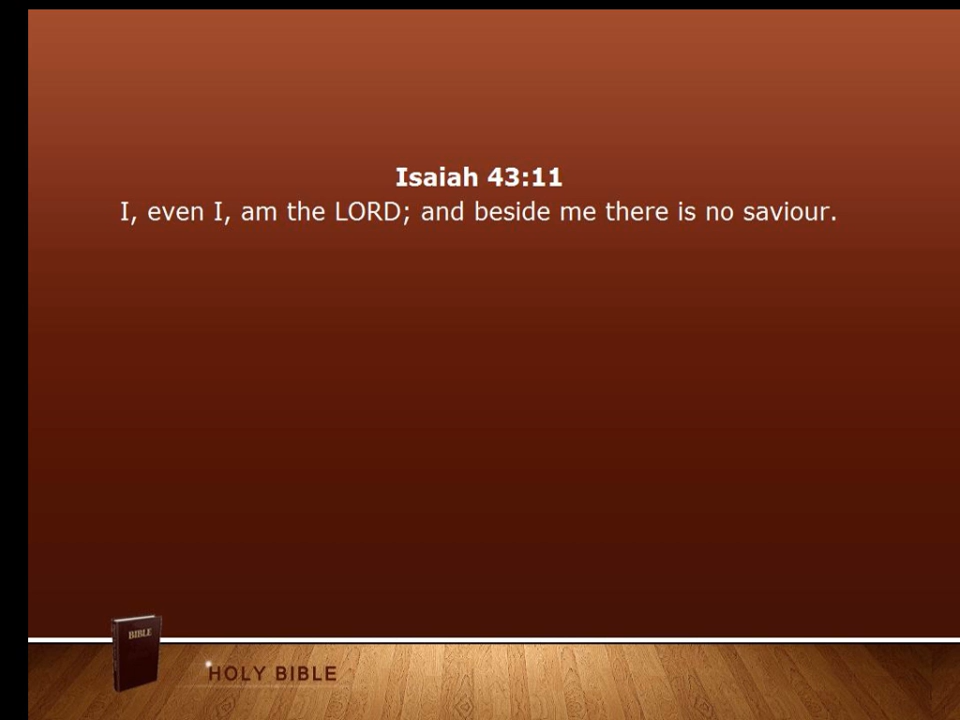 Isaiah 43:11
I, even I, am the LORD; and beside me there is no saviour.
BIBLE
HOLY BIBLE